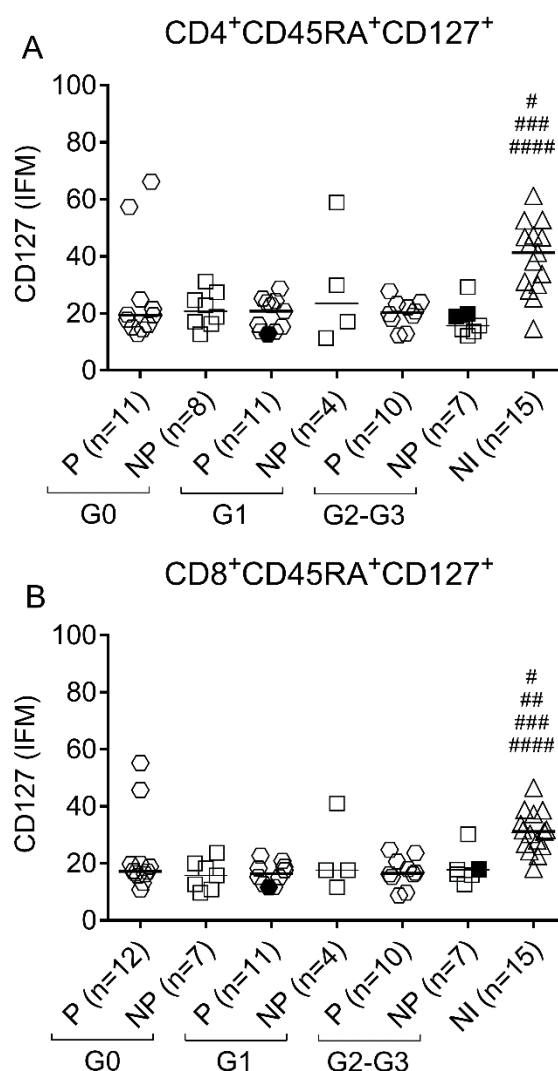 CD4⁺CD45RA⁺CD127⁺
A
100
80
60
40
20
0
CD127 (IFM)
#
###
####
P (n=11)
NP (n=8)
P (n=11)
NP (n=4)
P (n=10)
NP (n=7)
NI (n=15)
G0
G1
G2-G3
CD8⁺CD45RA⁺CD127⁺
B
100
80
60
40
20
0
CD127 (IFM)
#
##
###
####
P (n=12)
NP (n=7)
P (n=11)
NP (n=4)
P (n=10)
NP (n=7)
NI (n=15)
G0
G1
G2-G3